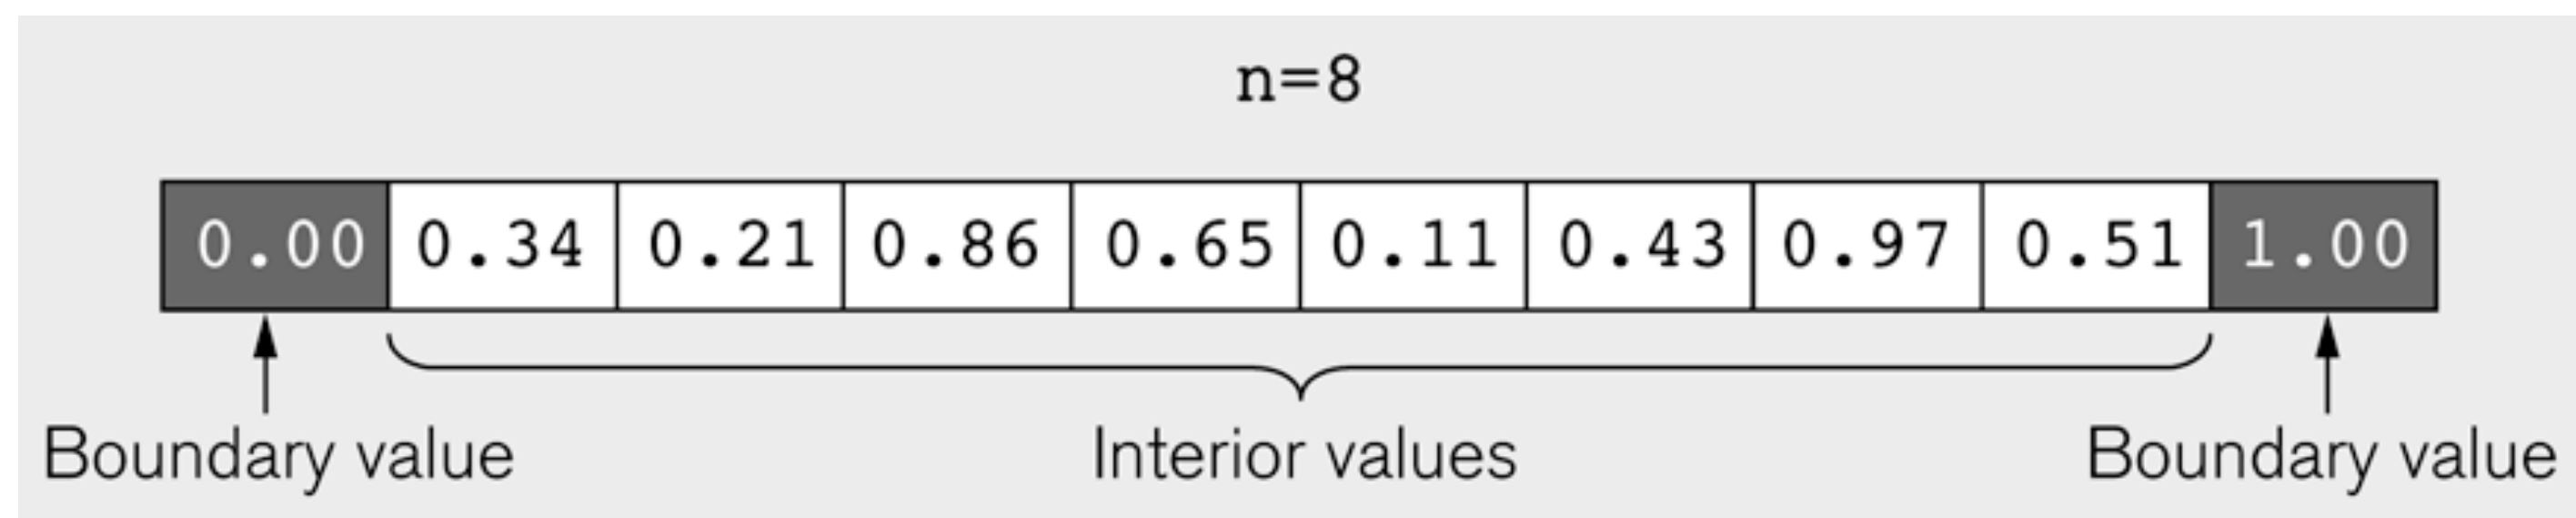 n=8
0.00 0.34 0.21 0.86 0.65 0.11 0.43 0.97 0.51 1.00
Boundary value Interior values Boundary value